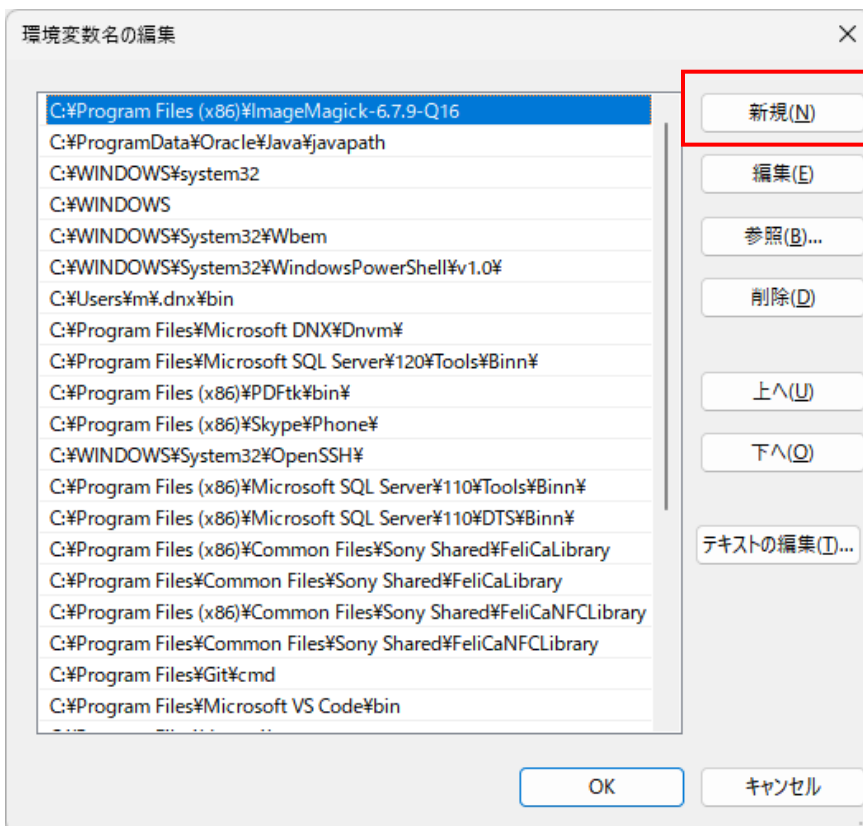 環境変数名の編集
C:¥Program Files (x86)¥ImageMagick-6.7.9-Q16
C:¥ProgramData¥Oracle¥Java¥javapath
C:¥WINDOWS¥system32
C:¥WINDOWS
C:¥WINDOWS¥System32¥Wbem
C:¥WINDOWS¥System32¥WindowsPowerShell¥v1.0¥
C:¥Users¥m¥.dnx¥bin
C:¥Program Files¥Microsoft DNX¥Dnvm¥
C:¥Program Files¥Microsoft SQL Server¥120¥Tools¥Binn¥
C:¥Program Files (x86)¥PDFtk¥bin¥
C:¥Program Files (x86)¥Skype¥Phone¥
C:¥WINDOWS¥System32¥OpenSSH¥
C:¥Program Files (x86)¥Microsoft SQL Server¥110¥Tools¥Binn¥
C:¥Program Files (x86)¥Microsoft SQL Server¥110¥DTS¥Binn¥
C:¥Program Files (x86)¥Common Files¥Sony Shared¥FeliCaLibrary
C:¥Program Files¥Common Files¥Sony Shared¥FeliCaLibrary
C:¥Program Files (x86)¥Common Files¥Sony Shared¥FeliCaNFCLibrary
C:¥Program Files¥Common Files¥Sony Shared¥FeliCaNFCLibrary
C:¥Program Files¥Git¥cmd
C:¥Program Files¥Microsoft VS Code¥bin
新規(N)
編集(E)
参照(B)...
削除(D)
上へ(U)
下へ(O)
テキストの編集(T)...
OK
キャンセル